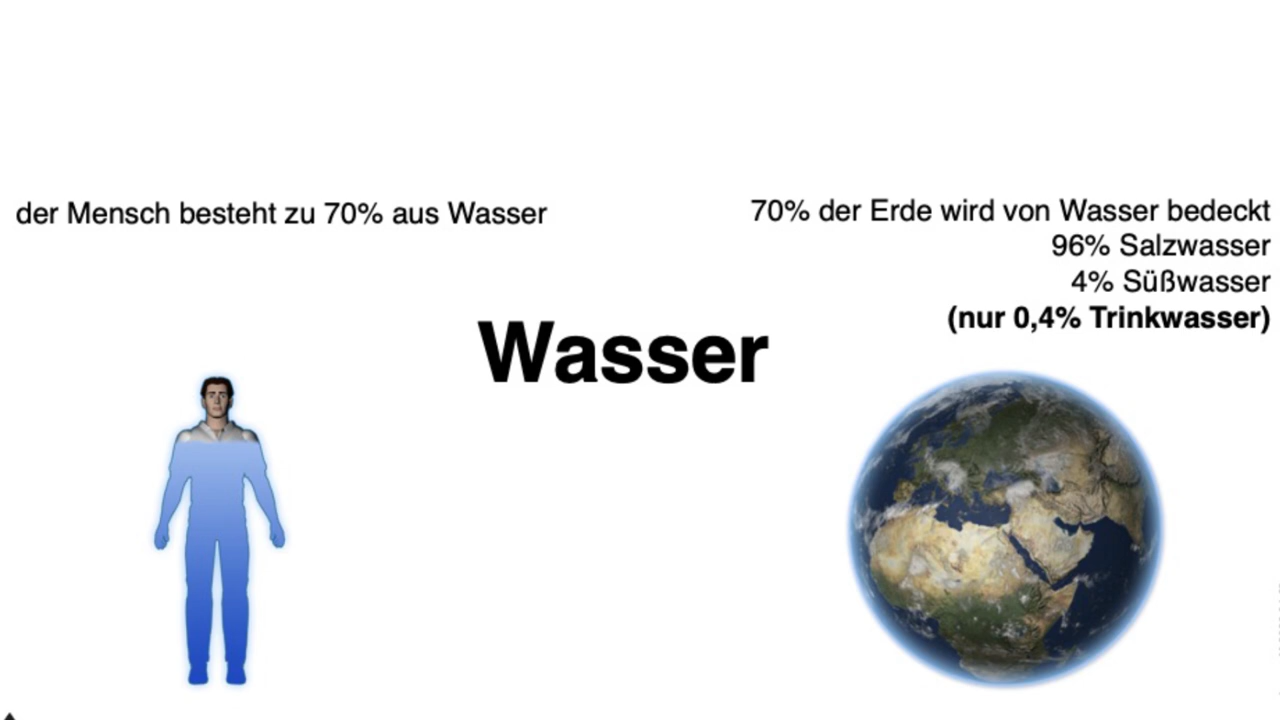 der Mensch besteht zu 70% aus Wasser
70% der Erde wird von Wasser bedeckt
96% Salzwasser
4% Süßwasser
(nur 0,4% Trinkwasser)
Wasser